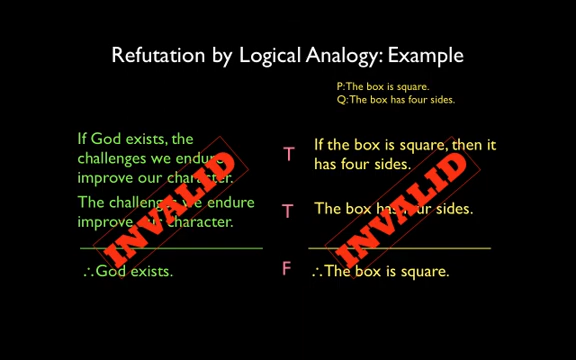 Refutation by Logical Analogy: Example
P: The box is square.
Q: The box has four sides.
If God exists, the
challenges we endure
improve our character.
The challenges we endure
improve our character.
∴God exists.
INVALID
T
T
F
If the box is square, then it
has four sides.
The box has four sides.
∴The box is square.
INVALID